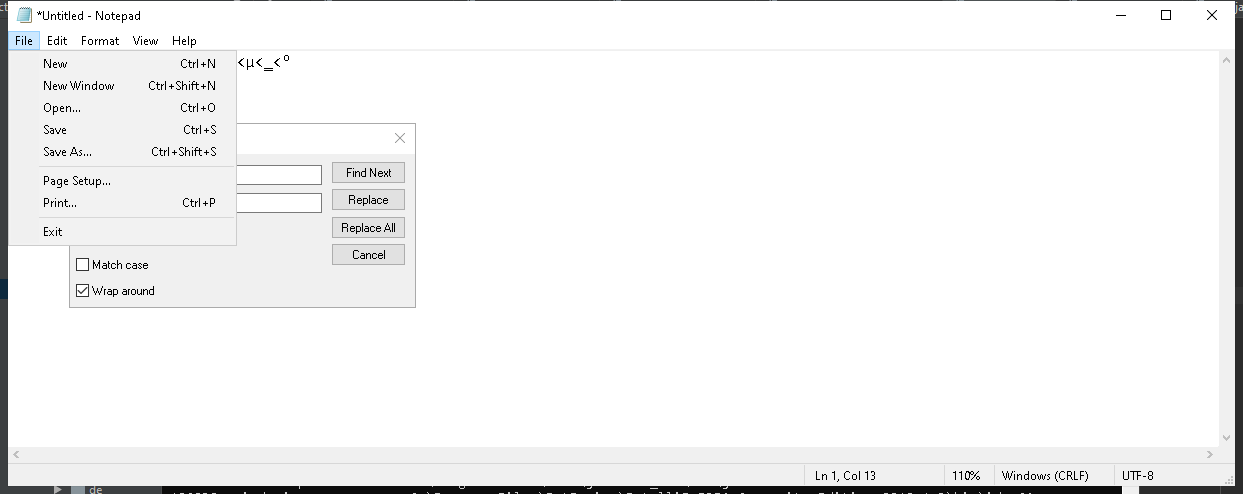 *Untitled - Notepad
File Edit Format View Help
New Ctrl+N
<µ<_<º
New Window Ctrl+Shift+N
Open... Ctrl+O
Save Ctrl+S
Save As... Ctrl+Shift+S
Page Setup...
Print... Ctrl+P
Exit
Find Next
Replace
Replace All
Cancel
Match case
Wrap around
Ln 1, Col 13 110% Windows (CRLF) UTF-8
de